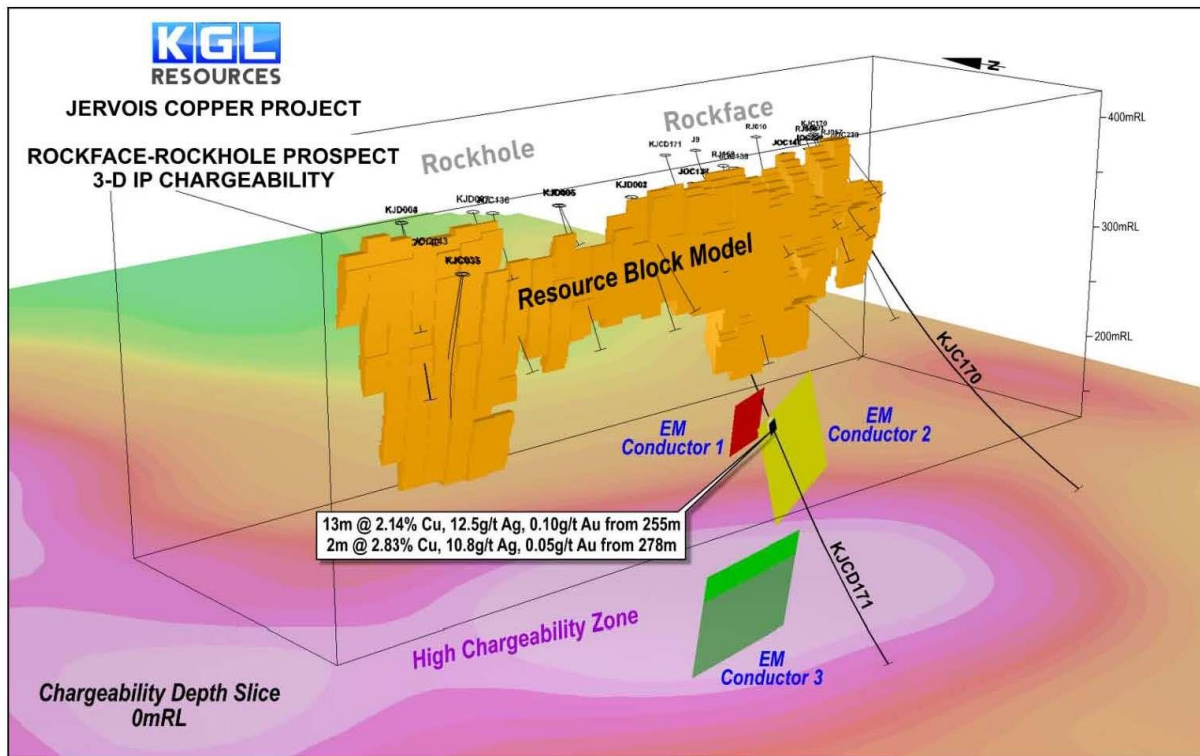 KGL
RESOURCES
JERVOIS COPPER PROJECT
ROCKFACE-ROCKHOLE PROSPECT
3-D IP CHARGEABILITY
N
Rockhole
Rockface
400mRL
300mRL
200mRL
KJCD171
J9
RJ010
KJC170
KJD002
KJC035
Resource Block Model
KJC170
EM
Conductor 1
EM
Conductor 2
13m @ 2.14% Cu, 12.5g/t Ag, 0.10g/t Au from 255m
2m @ 2.83% Cu, 10.8g/t Ag, 0.05g/t Au from 278m
KJCD171
High Chargeability Zone
EM
Conductor 3
Chargeability Depth Slice
0mRL